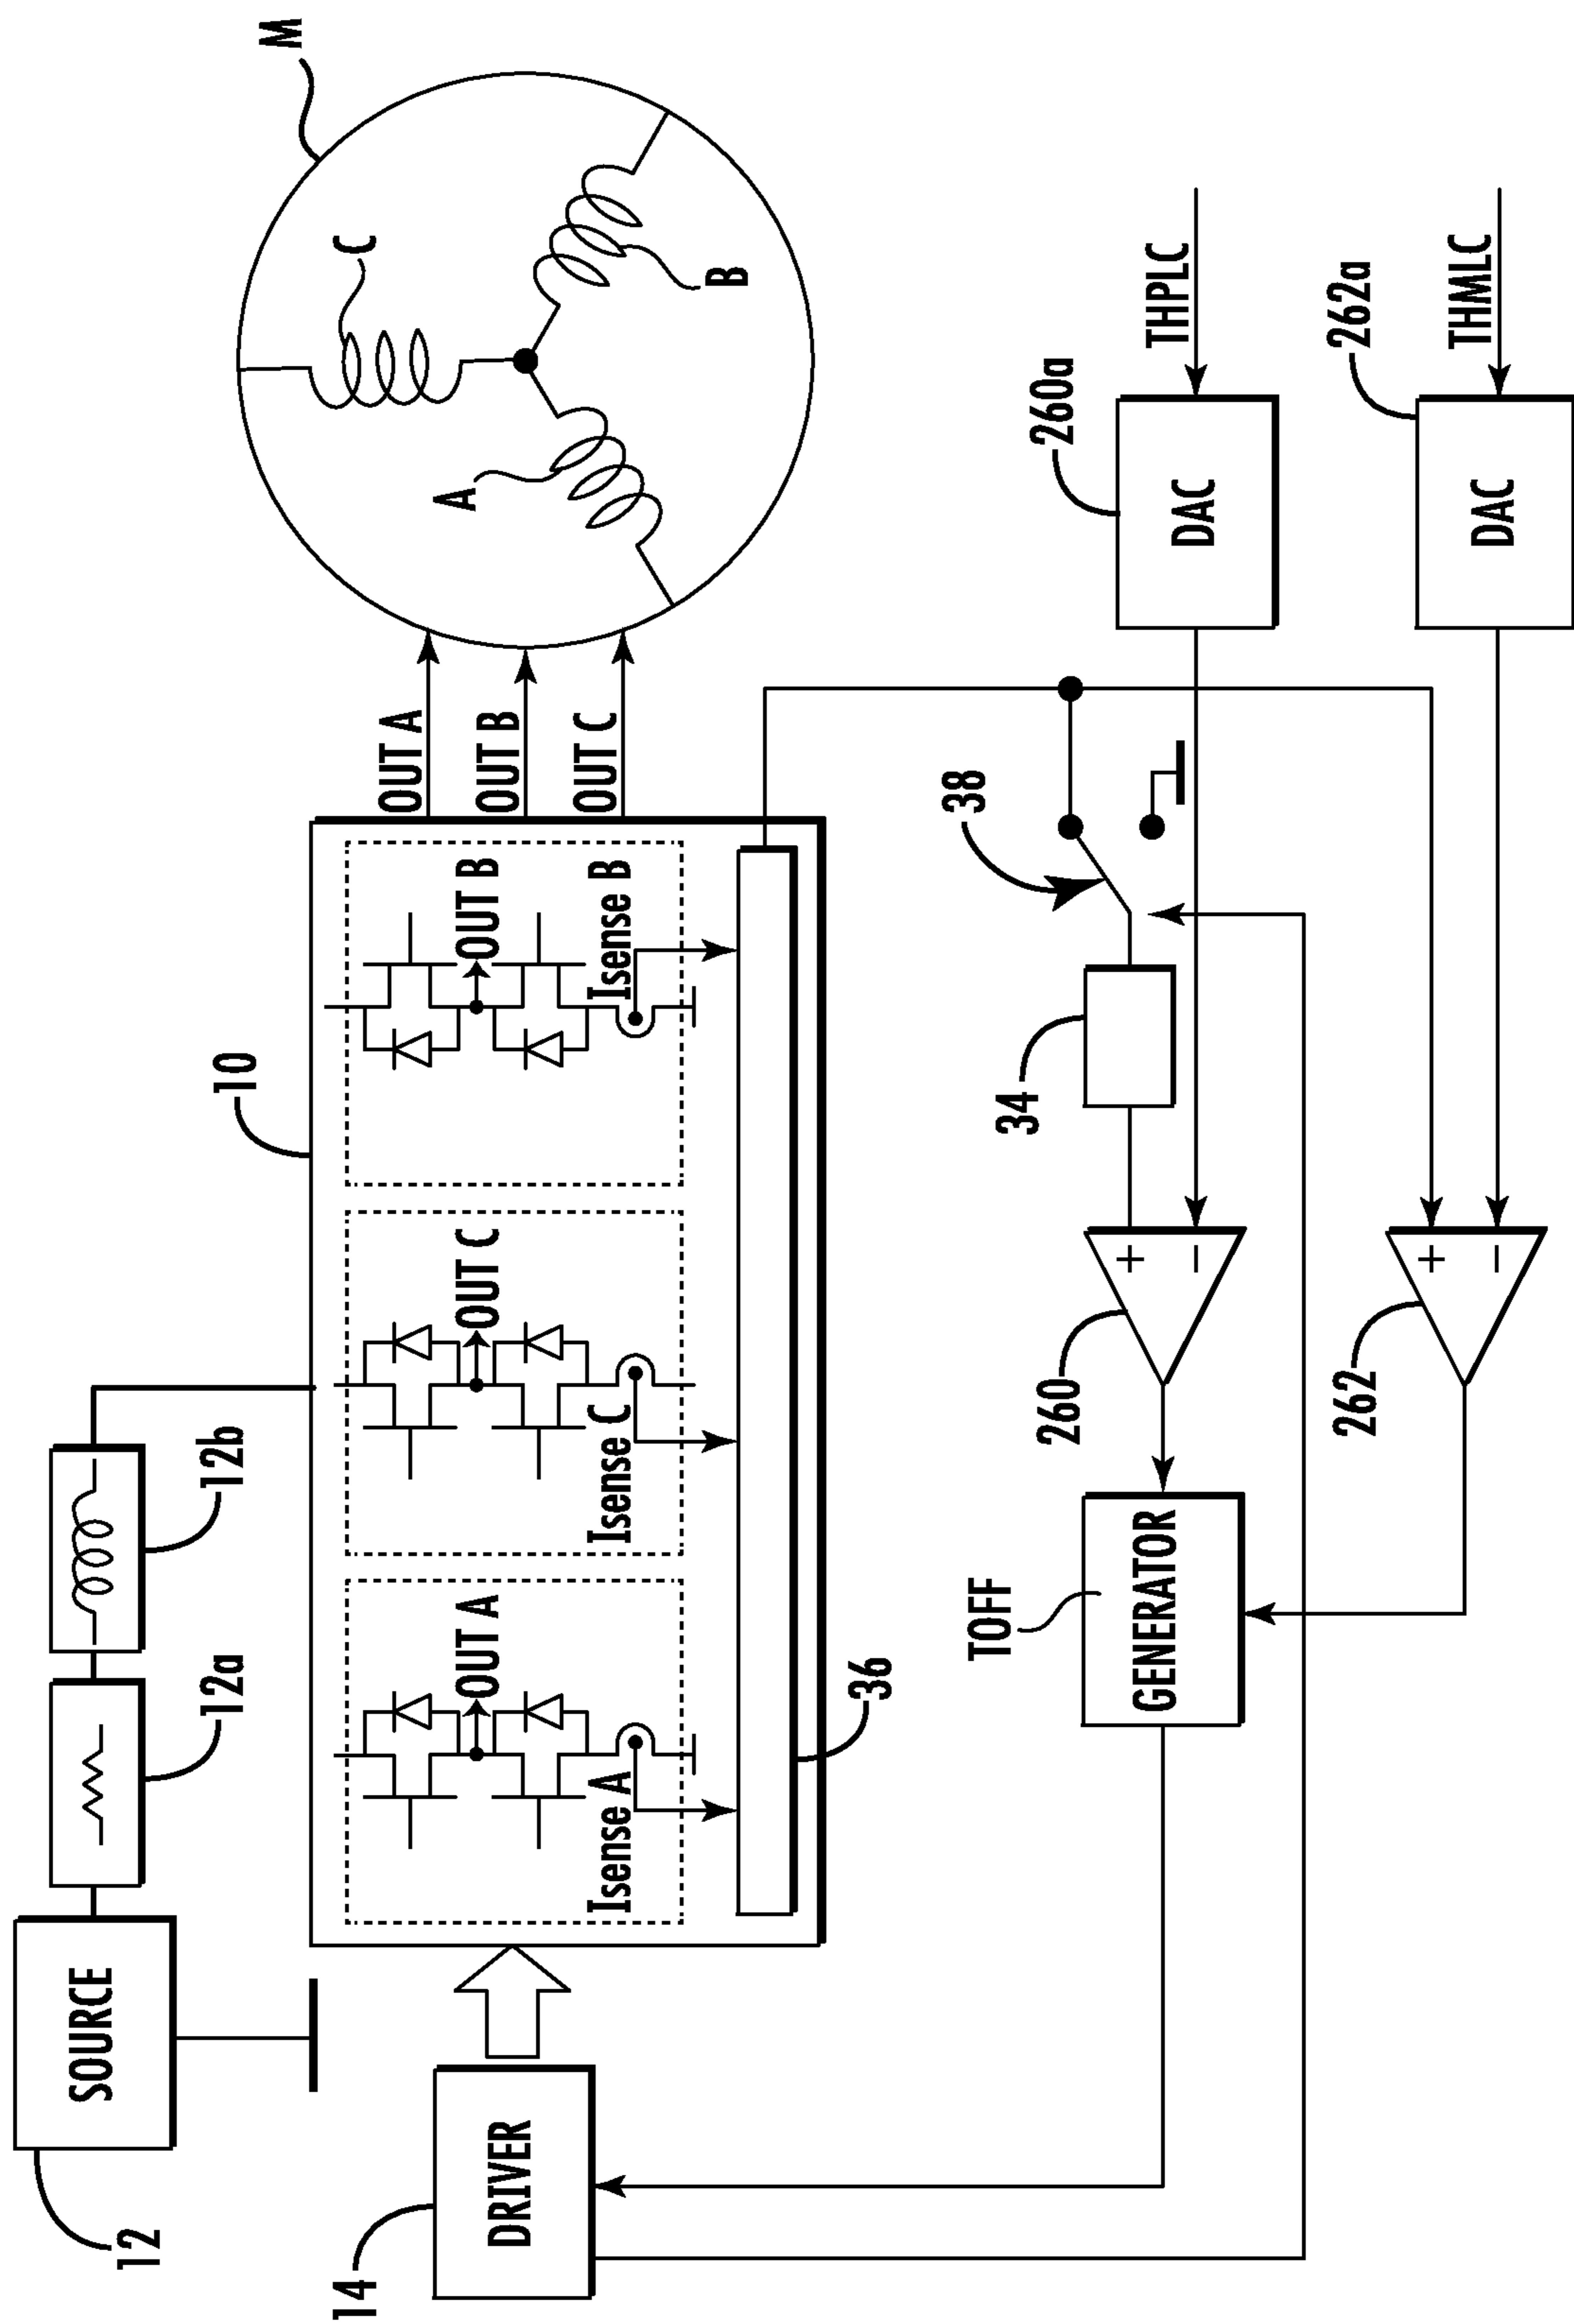 SOURCE
12
12a
12b
10
M
C
B
A
OUT A
OUT B
OUT C
OUT A
OUT C
OUT B
Isense A
Isense C
Isense B
36
DRIVER
14
38
34
TOFF
GENERATOR
260
+
−
260a
DAC
THPLC
262
+
−
262a
DAC
THMLC